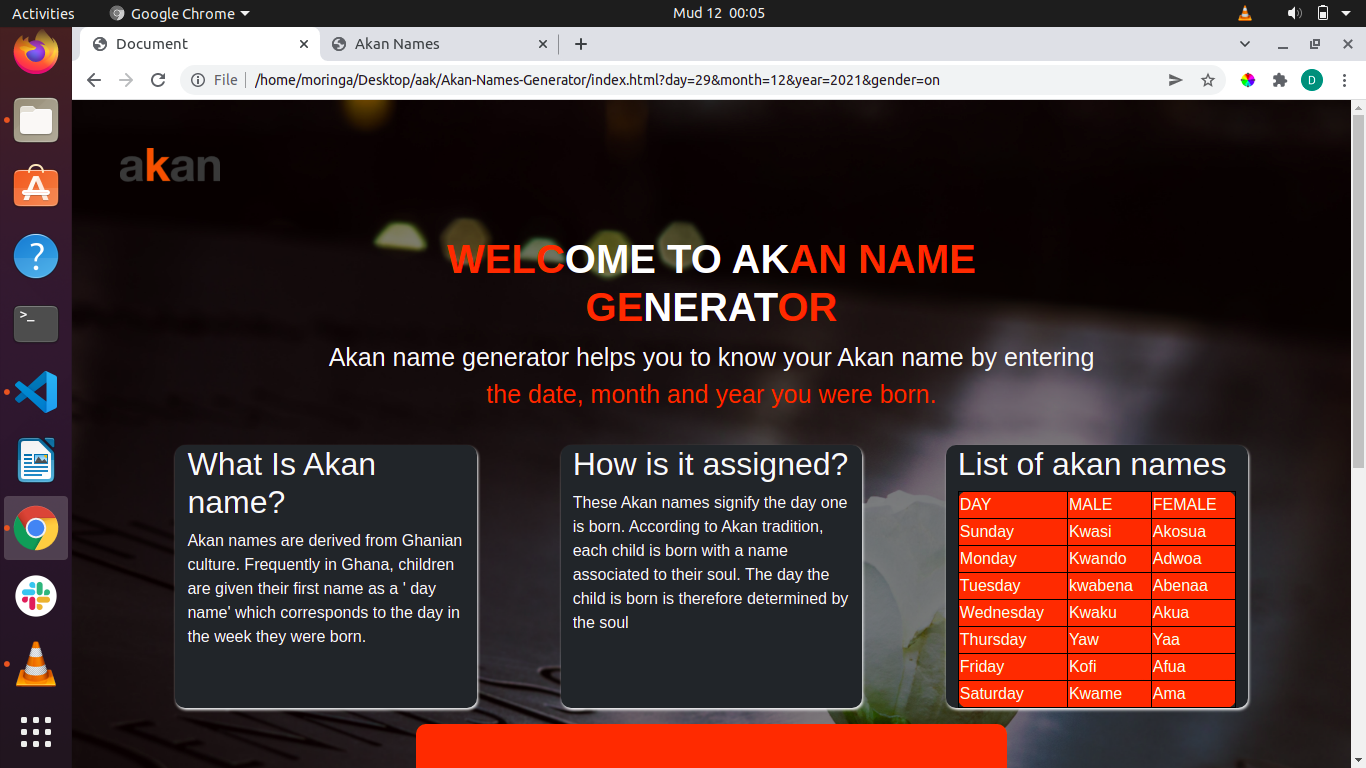 Activities
Google Chrome
Mud 12 00:05
Document
Akan Names
File
/home/moringa/Desktop/aak/Akan-Names-Generator/index.html?day=29&month=12&year=2021&gender=on
D
akan
WELCOME TO AKAN NAME
GENERATOR
Akan name generator helps you to know your Akan name by entering
the date, month and year you were born.
What Is Akan
name?
Akan names are derived from Ghanian
culture. Frequently in Ghana, children
are given their first name as a ' day
name' which corresponds to the day in
the week they were born.
How is it assigned?
These Akan names signify the day one
is born. According to Akan tradition,
each child is born with a name
associated to their soul. The day the
child is born is therefore determined by
the soul
List of akan names
DAY MALE FEMALE
Sunday Kwasi Akosua
Monday Kwando Adwoa
Tuesday kwabena Abenaa
Wednesday Kwaku Akua
Thursday Yaw Yaa
Friday Kofi Afua
Saturday Kwame Ama